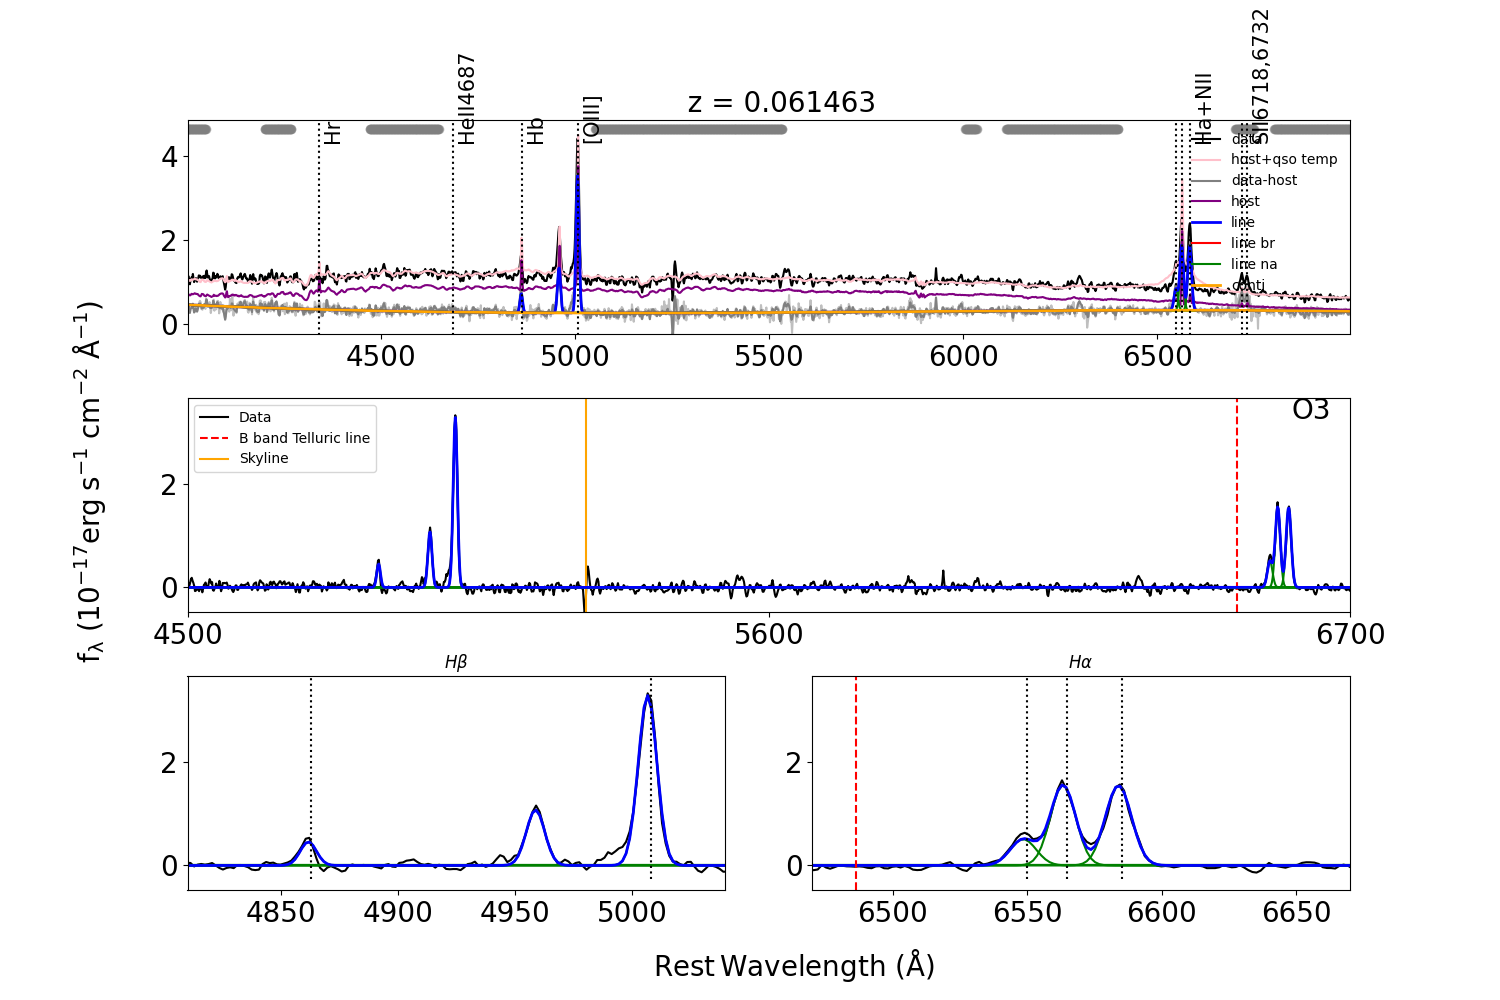 z = 0.061463
Hr
HeII4687
Hb
[OIII]
Ha+NII
SII6718,6732
data
host+qso temp
data-host
host
line
line br
line na
conti
4
2
0
4500 5000 5500 6000 6500
fλ (10⁻¹⁷erg s⁻¹ cm⁻² Å⁻¹)
Data
B band Telluric line
Skyline
O3
2
0
4500 5600 6700
Hβ
2
0
4850 4900 4950 5000
Hα
2
0
6500 6550 6600 6650
Rest Wavelength (Å)